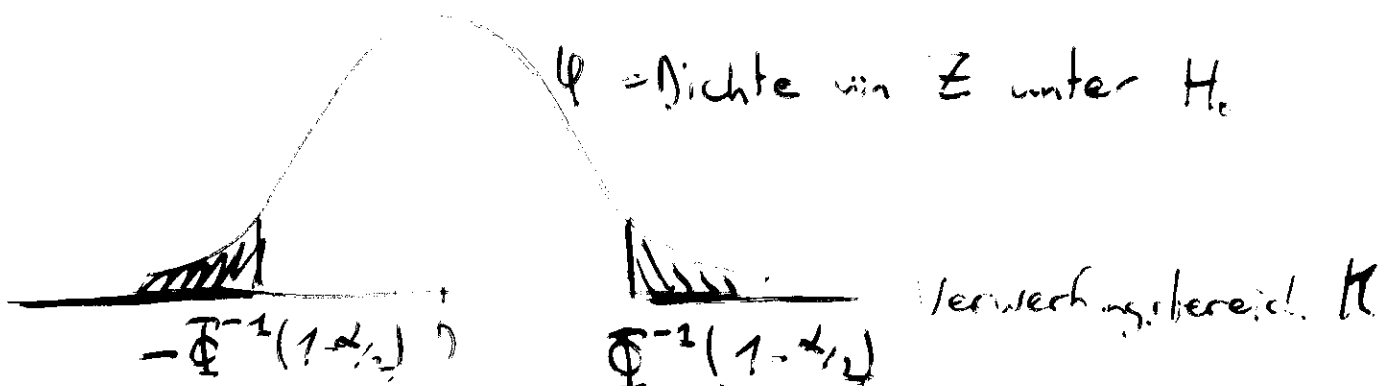 φ = Dichte von Z unter H₀
Verwerfungsbereich K
-Φ⁻¹(1-α/2) 0 Φ⁻¹(1-α/2)